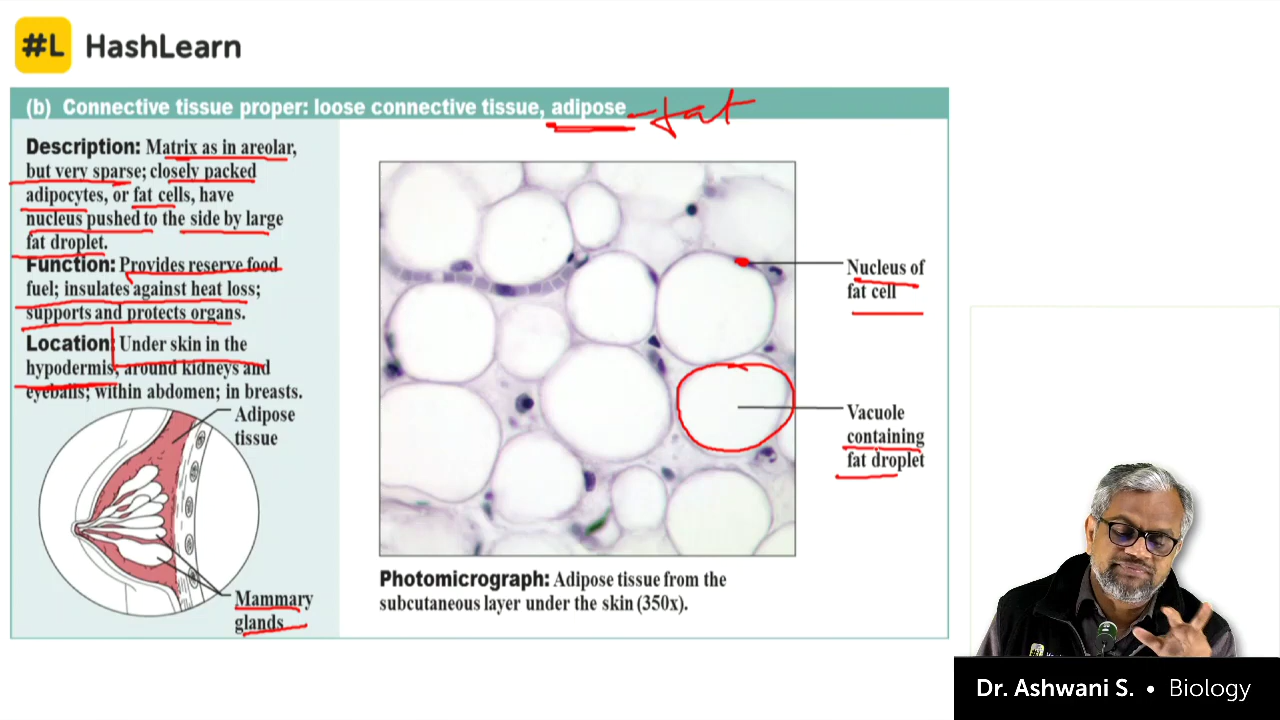 #L HashLearn
(b) Connective tissue proper: loose connective tissue, adipose - fat
Description: Matrix as in areolar,
but very sparse; closely packed
adipocytes, or fat cells, have
nucleus pushed to the side by large
fat droplet.
Function: Provides reserve food
fuel; insulates against heat loss;
supports and protects organs.
Location: Under skin in the
hypodermis; around kidneys and
eyeballs; within abdomen; in breasts.
Adipose
tissue
Mammary
glands
Nucleus of
fat cell
Vacuole
containing
fat droplet
Photomicrograph: Adipose tissue from the
subcutaneous layer under the skin (350x).
Dr. Ashwani S. • Biology